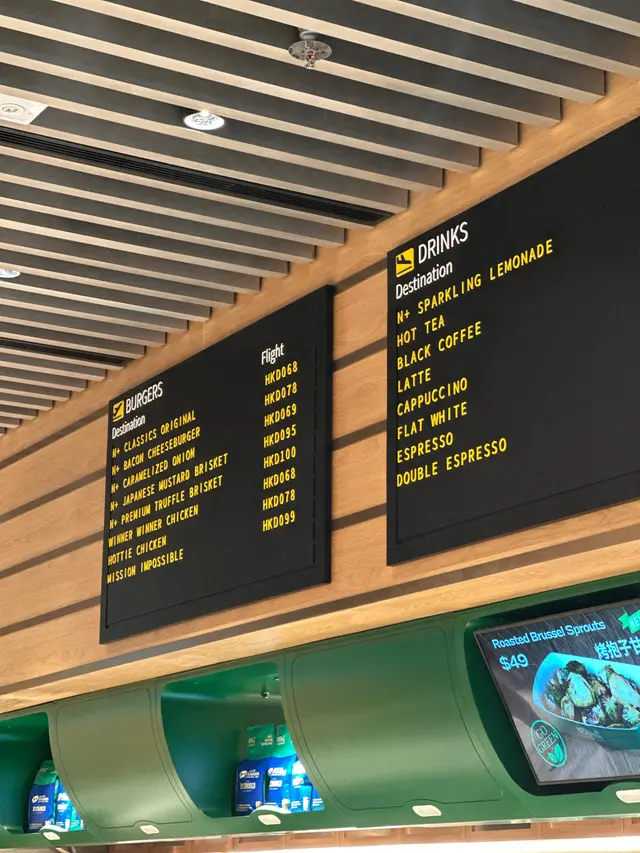 BURGERS
Destination Flight
N+ CLASSICS ORIGINAL HKD068
N+ BACON CHEESEBURGER HKD078
N+ CARAMELIZED ONION HKD069
N+ JAPANESE MUSTARD BRISKET HKD095
N+ PREMIUM TRUFFLE BRISKET HKD100
WINNER WINNER CHICKEN HKD068
HOTTIE CHICKEN HKD078
MISSION IMPOSSIBLE HKD099
DRINKS
Destination
N+ SPARKLING LEMONADE
HOT TEA
BLACK COFFEE
LATTE
CAPPUCCINO
FLAT WHITE
ESPRESSO
DOUBLE ESPRESSO
Roasted Brussel Sprouts
烤抱子甘
$49
GO GREEN